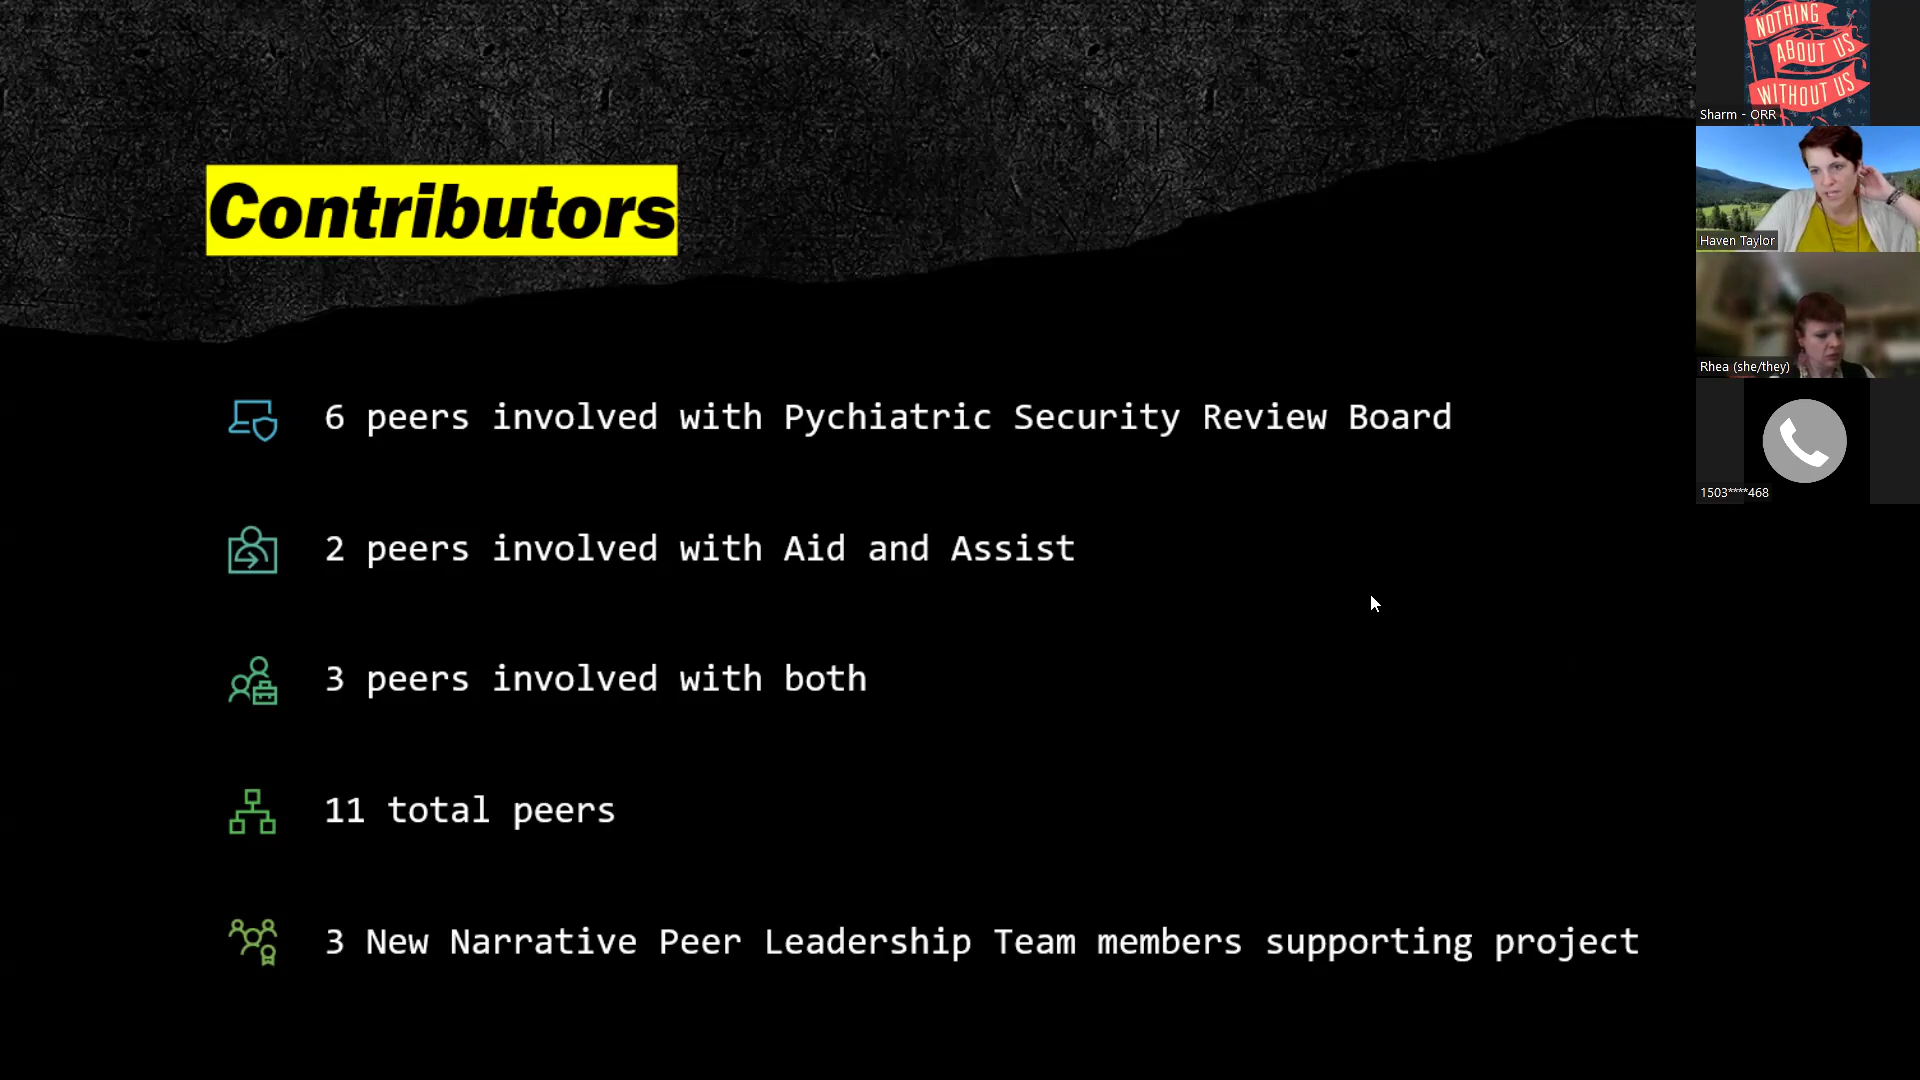 Contributors
6 peers involved with Pychiatric Security Review Board
2 peers involved with Aid and Assist
3 peers involved with both
11 total peers
3 New Narrative Peer Leadership Team members supporting project
NOTHING
ABOUT US
WITHOUT US
Sharm - ORR
Haven Taylor
Rhea (she/they)
1503****468